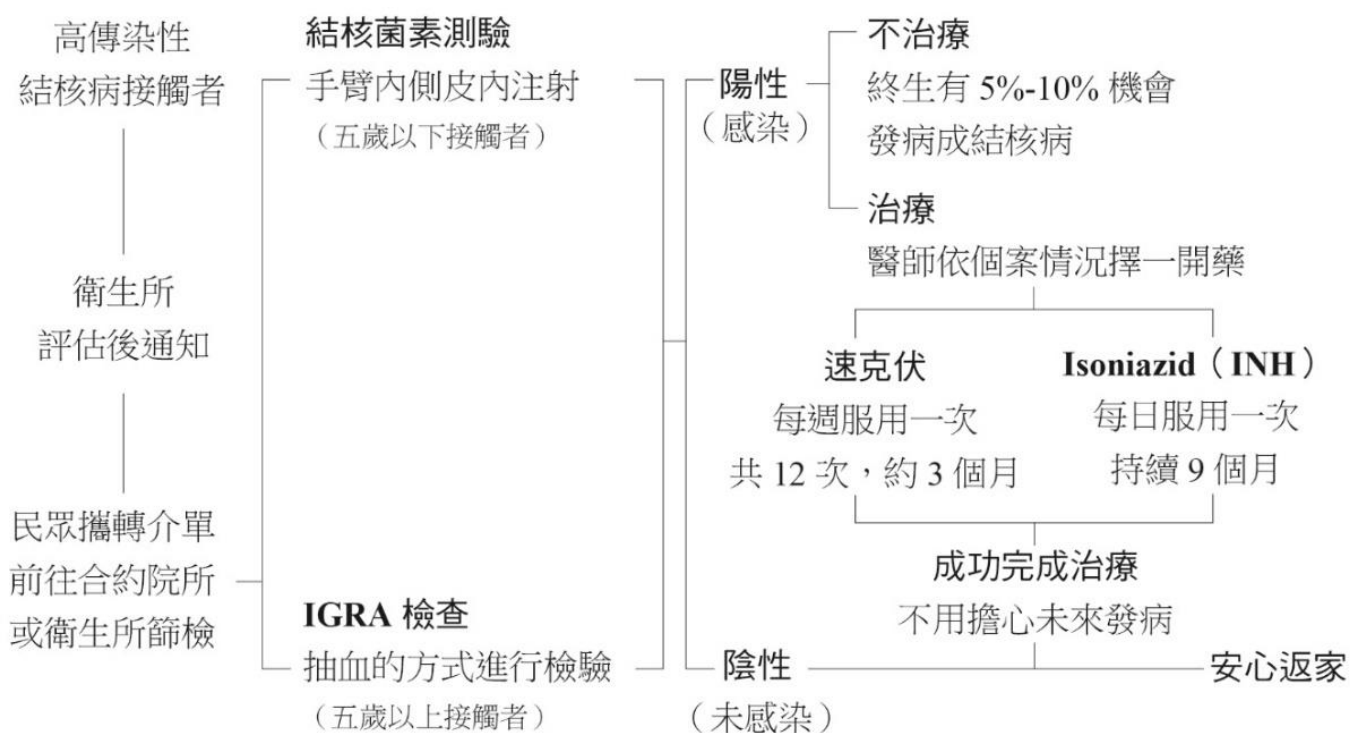 高傳染性
結核病接觸者
衛生所
評估後通知
民眾攜轉介單
前往合約院所
或衛生所篩檢
結核菌素測驗
手臂內側皮內注射
（五歲以下接觸者）
IGRA 檢查
抽血的方式進行檢驗
（五歲以上接觸者）
陽性
（感染）
不治療
終生有 5%-10% 機會
發病成結核病
治療
醫師依個案情況擇一開藥
速克伏
每週服用一次
共 12 次，約 3 個月
Isoniazid（INH）
每日服用一次
持續 9 個月
成功完成治療
不用擔心未來發病
陰性
（未感染）
安心返家